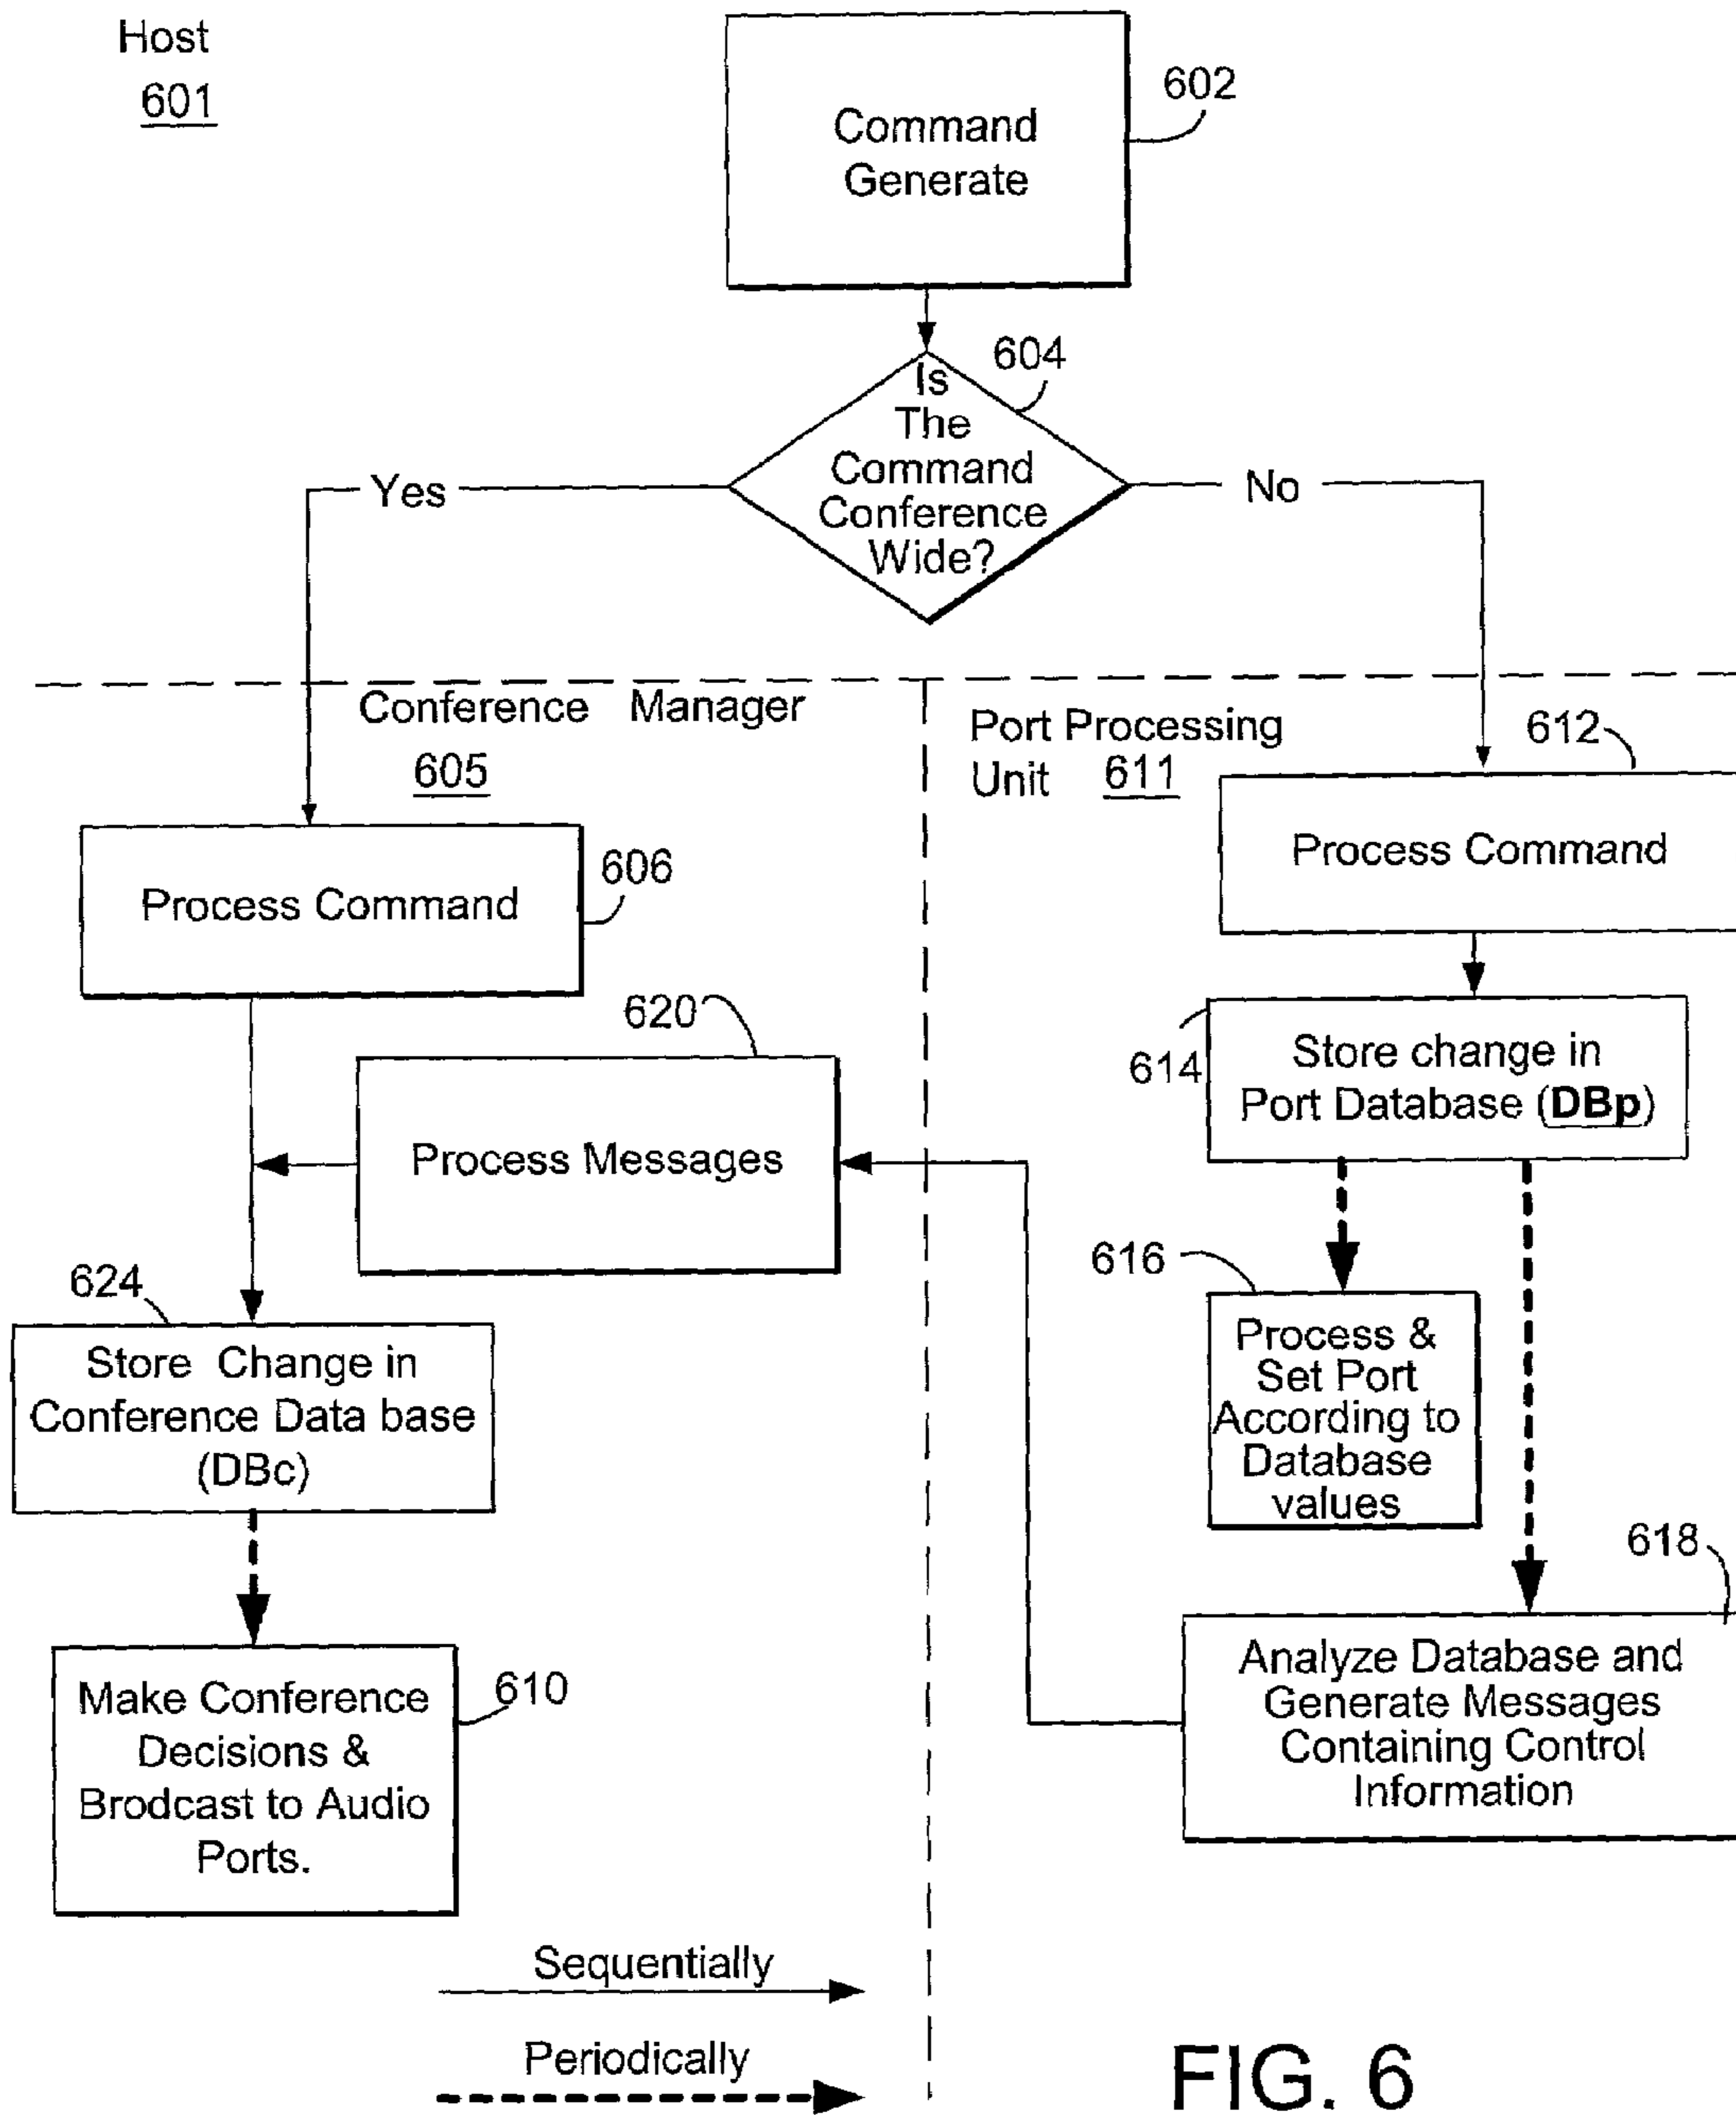 Host
601
Command
Generate
602
604
Is
The
Command
Conference
Wide?
Yes
No
Conference Manager
605
Port Processing
Unit 611
612
Process Command
606
Process Command
620
614
Store change in
Port Database (DBp)
Process Messages
616
624
Process &
Set Port
According to
Database
values
Store Change in
Conference Data base
(DBc)
618
Analyze Database and
Generate Messages
Containing Control
Information
Make Conference
Decisions &
Brodcast to Audio
Ports.
610
Sequentially
Periodically
FIG. 6